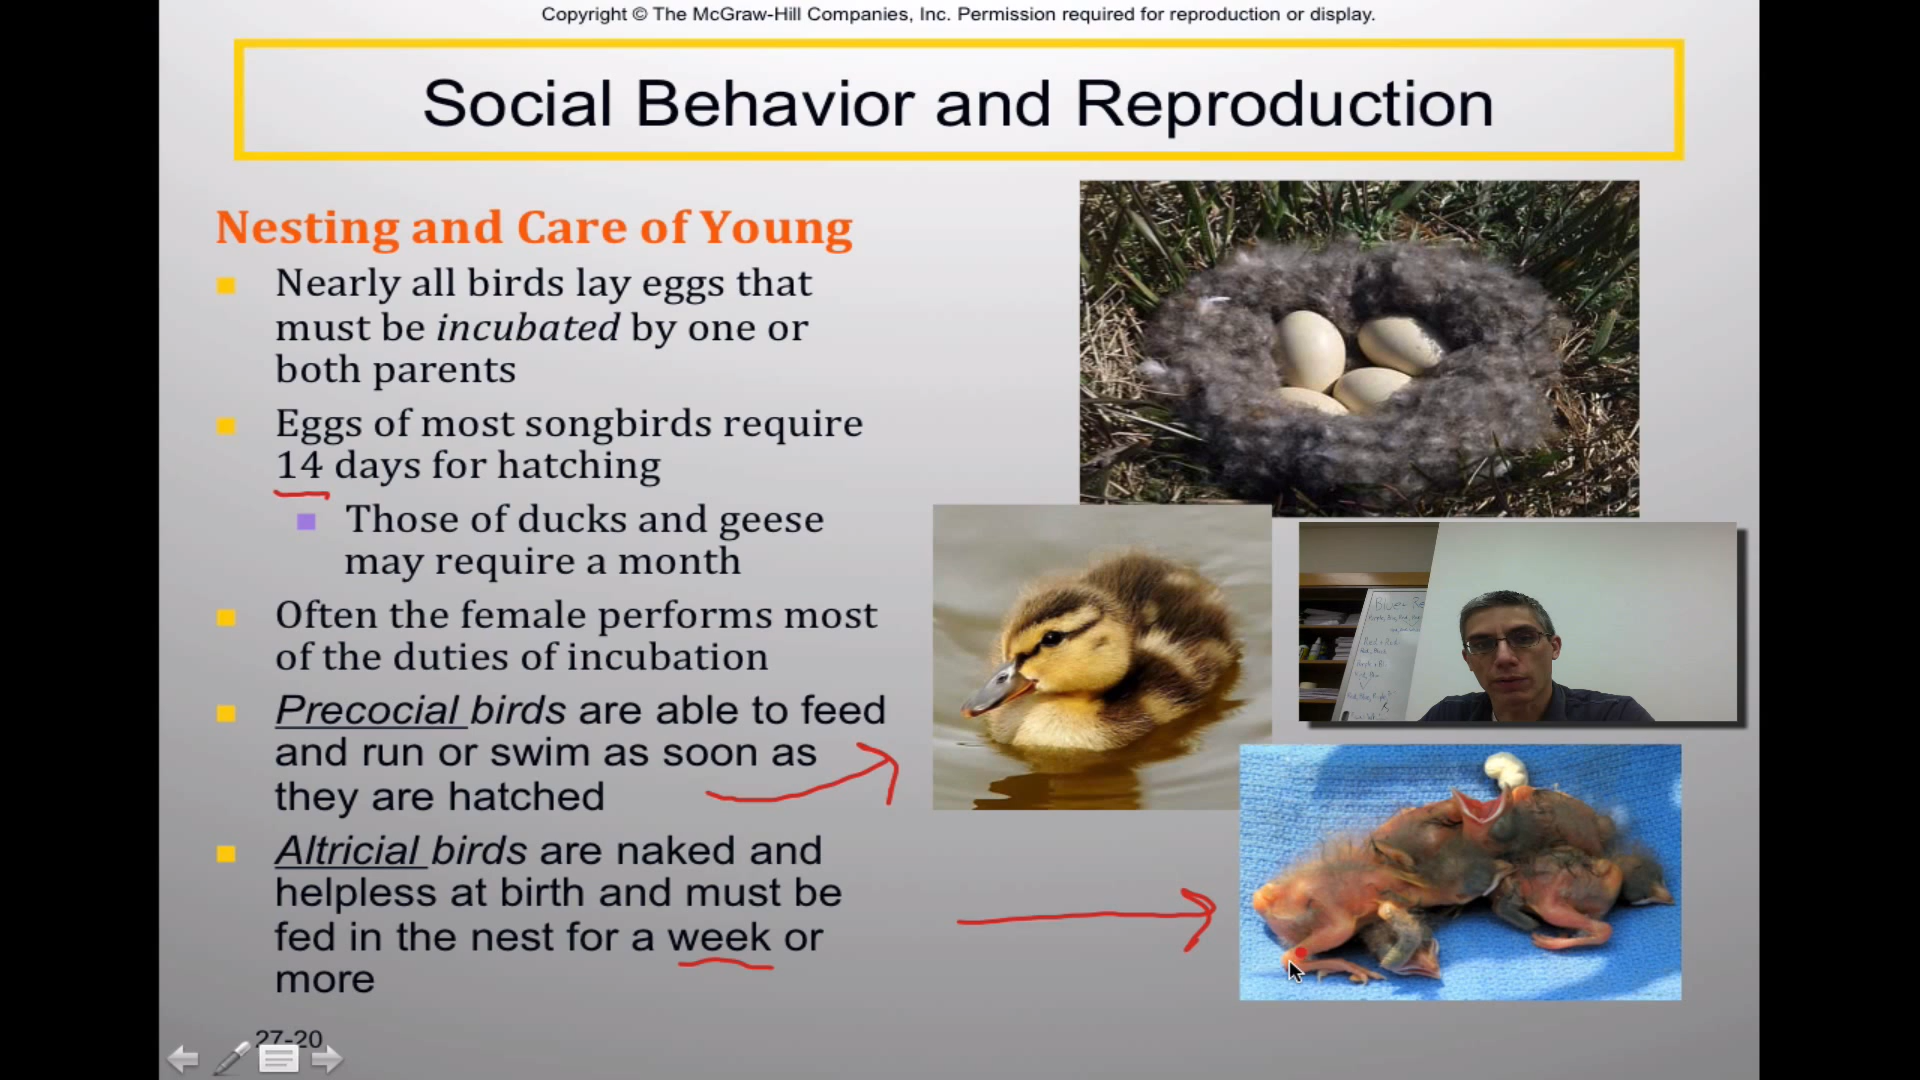 Copyright © The McGraw-Hill Companies, Inc. Permission required for reproduction or display.
Social Behavior and Reproduction
Nesting and Care of Young
Nearly all birds lay eggs that
must be incubated by one or
both parents
Eggs of most songbirds require
14 days for hatching
Those of ducks and geese
may require a month
Often the female performs most
of the duties of incubation
Precocial birds are able to feed
and run or swim as soon as
they are hatched
Altricial birds are naked and
helpless at birth and must be
fed in the nest for a week or
more
27-20